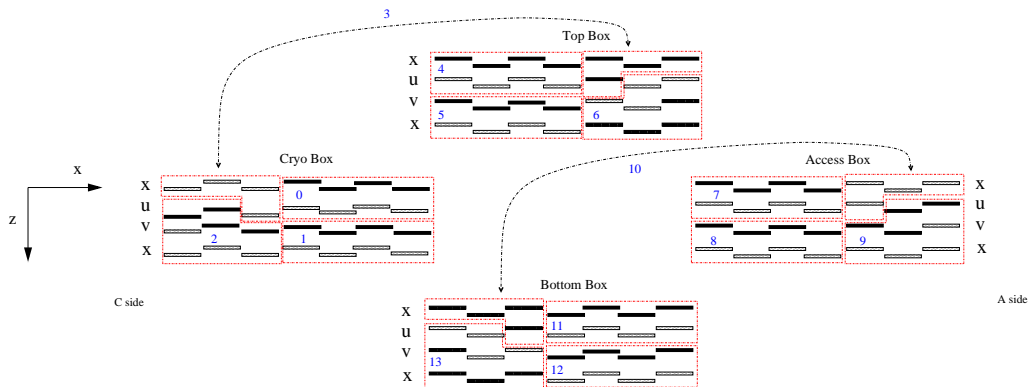 3
Top Box
x
4
u
v
5
6
x
Cryo Box
10
Access Box
x
x
0
7
x
u
u
z
v
2
1
8
9
v
x
x
C side
Bottom Box
A side
x
u
11
v
13
12
x